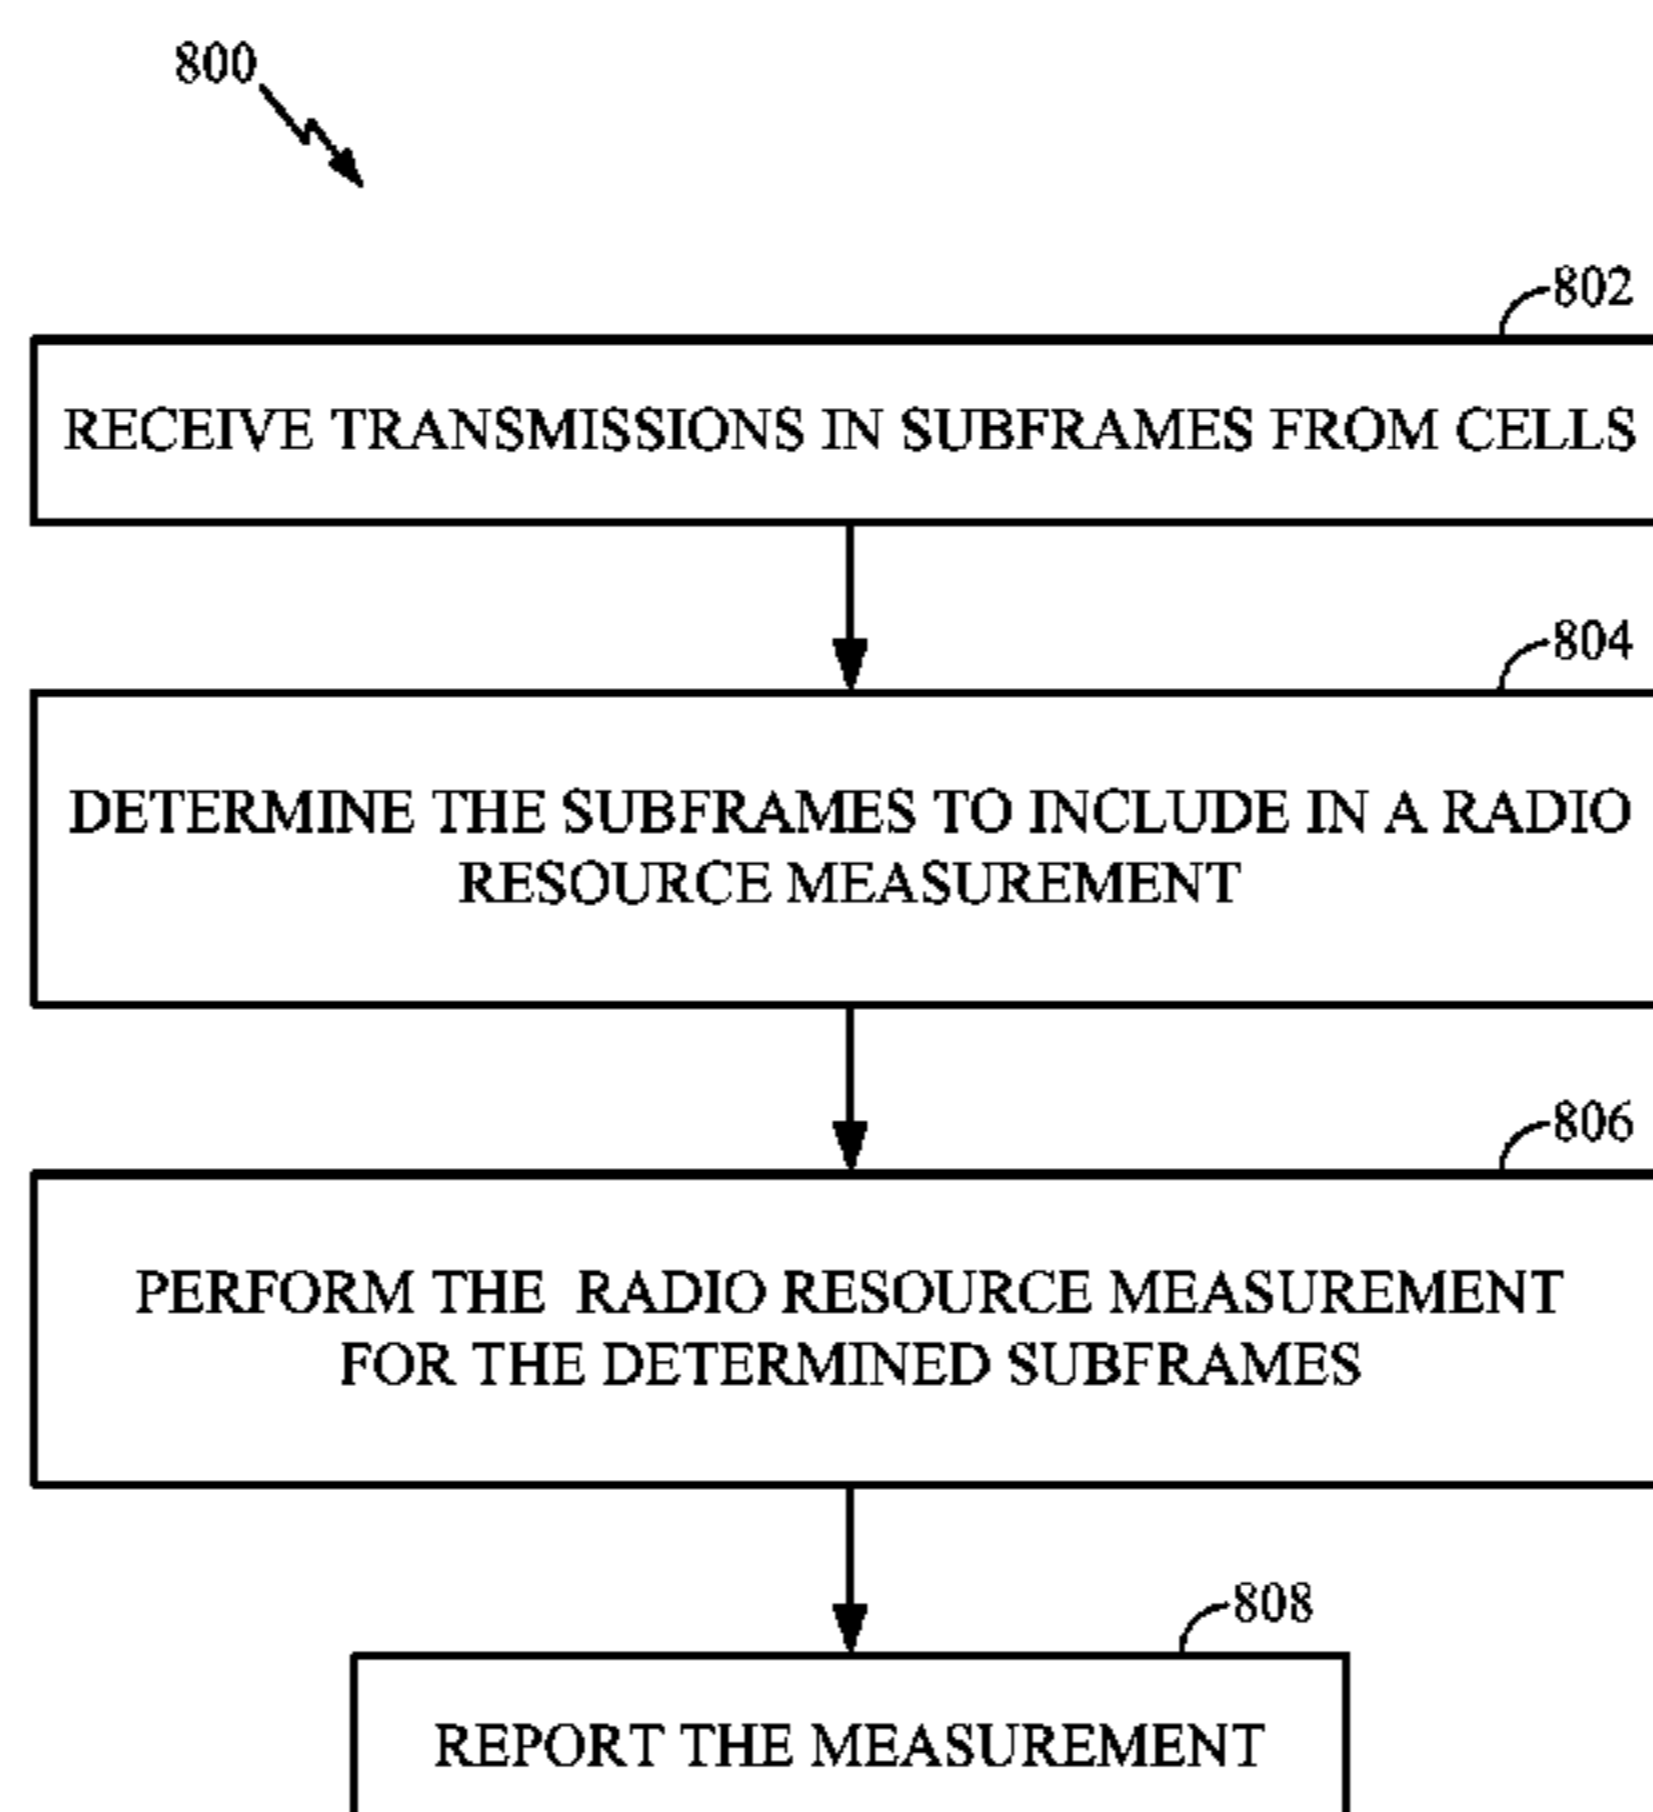 800
802
RECEIVE TRANSMISSIONS IN SUBFRAMES FROM CELLS
804
DETERMINE THE SUBFRAMES TO INCLUDE IN A RADIO
RESOURCE MEASUREMENT
806
PERFORM THE RADIO RESOURCE MEASUREMENT
FOR THE DETERMINED SUBFRAMES
808
REPORT THE MEASUREMENT